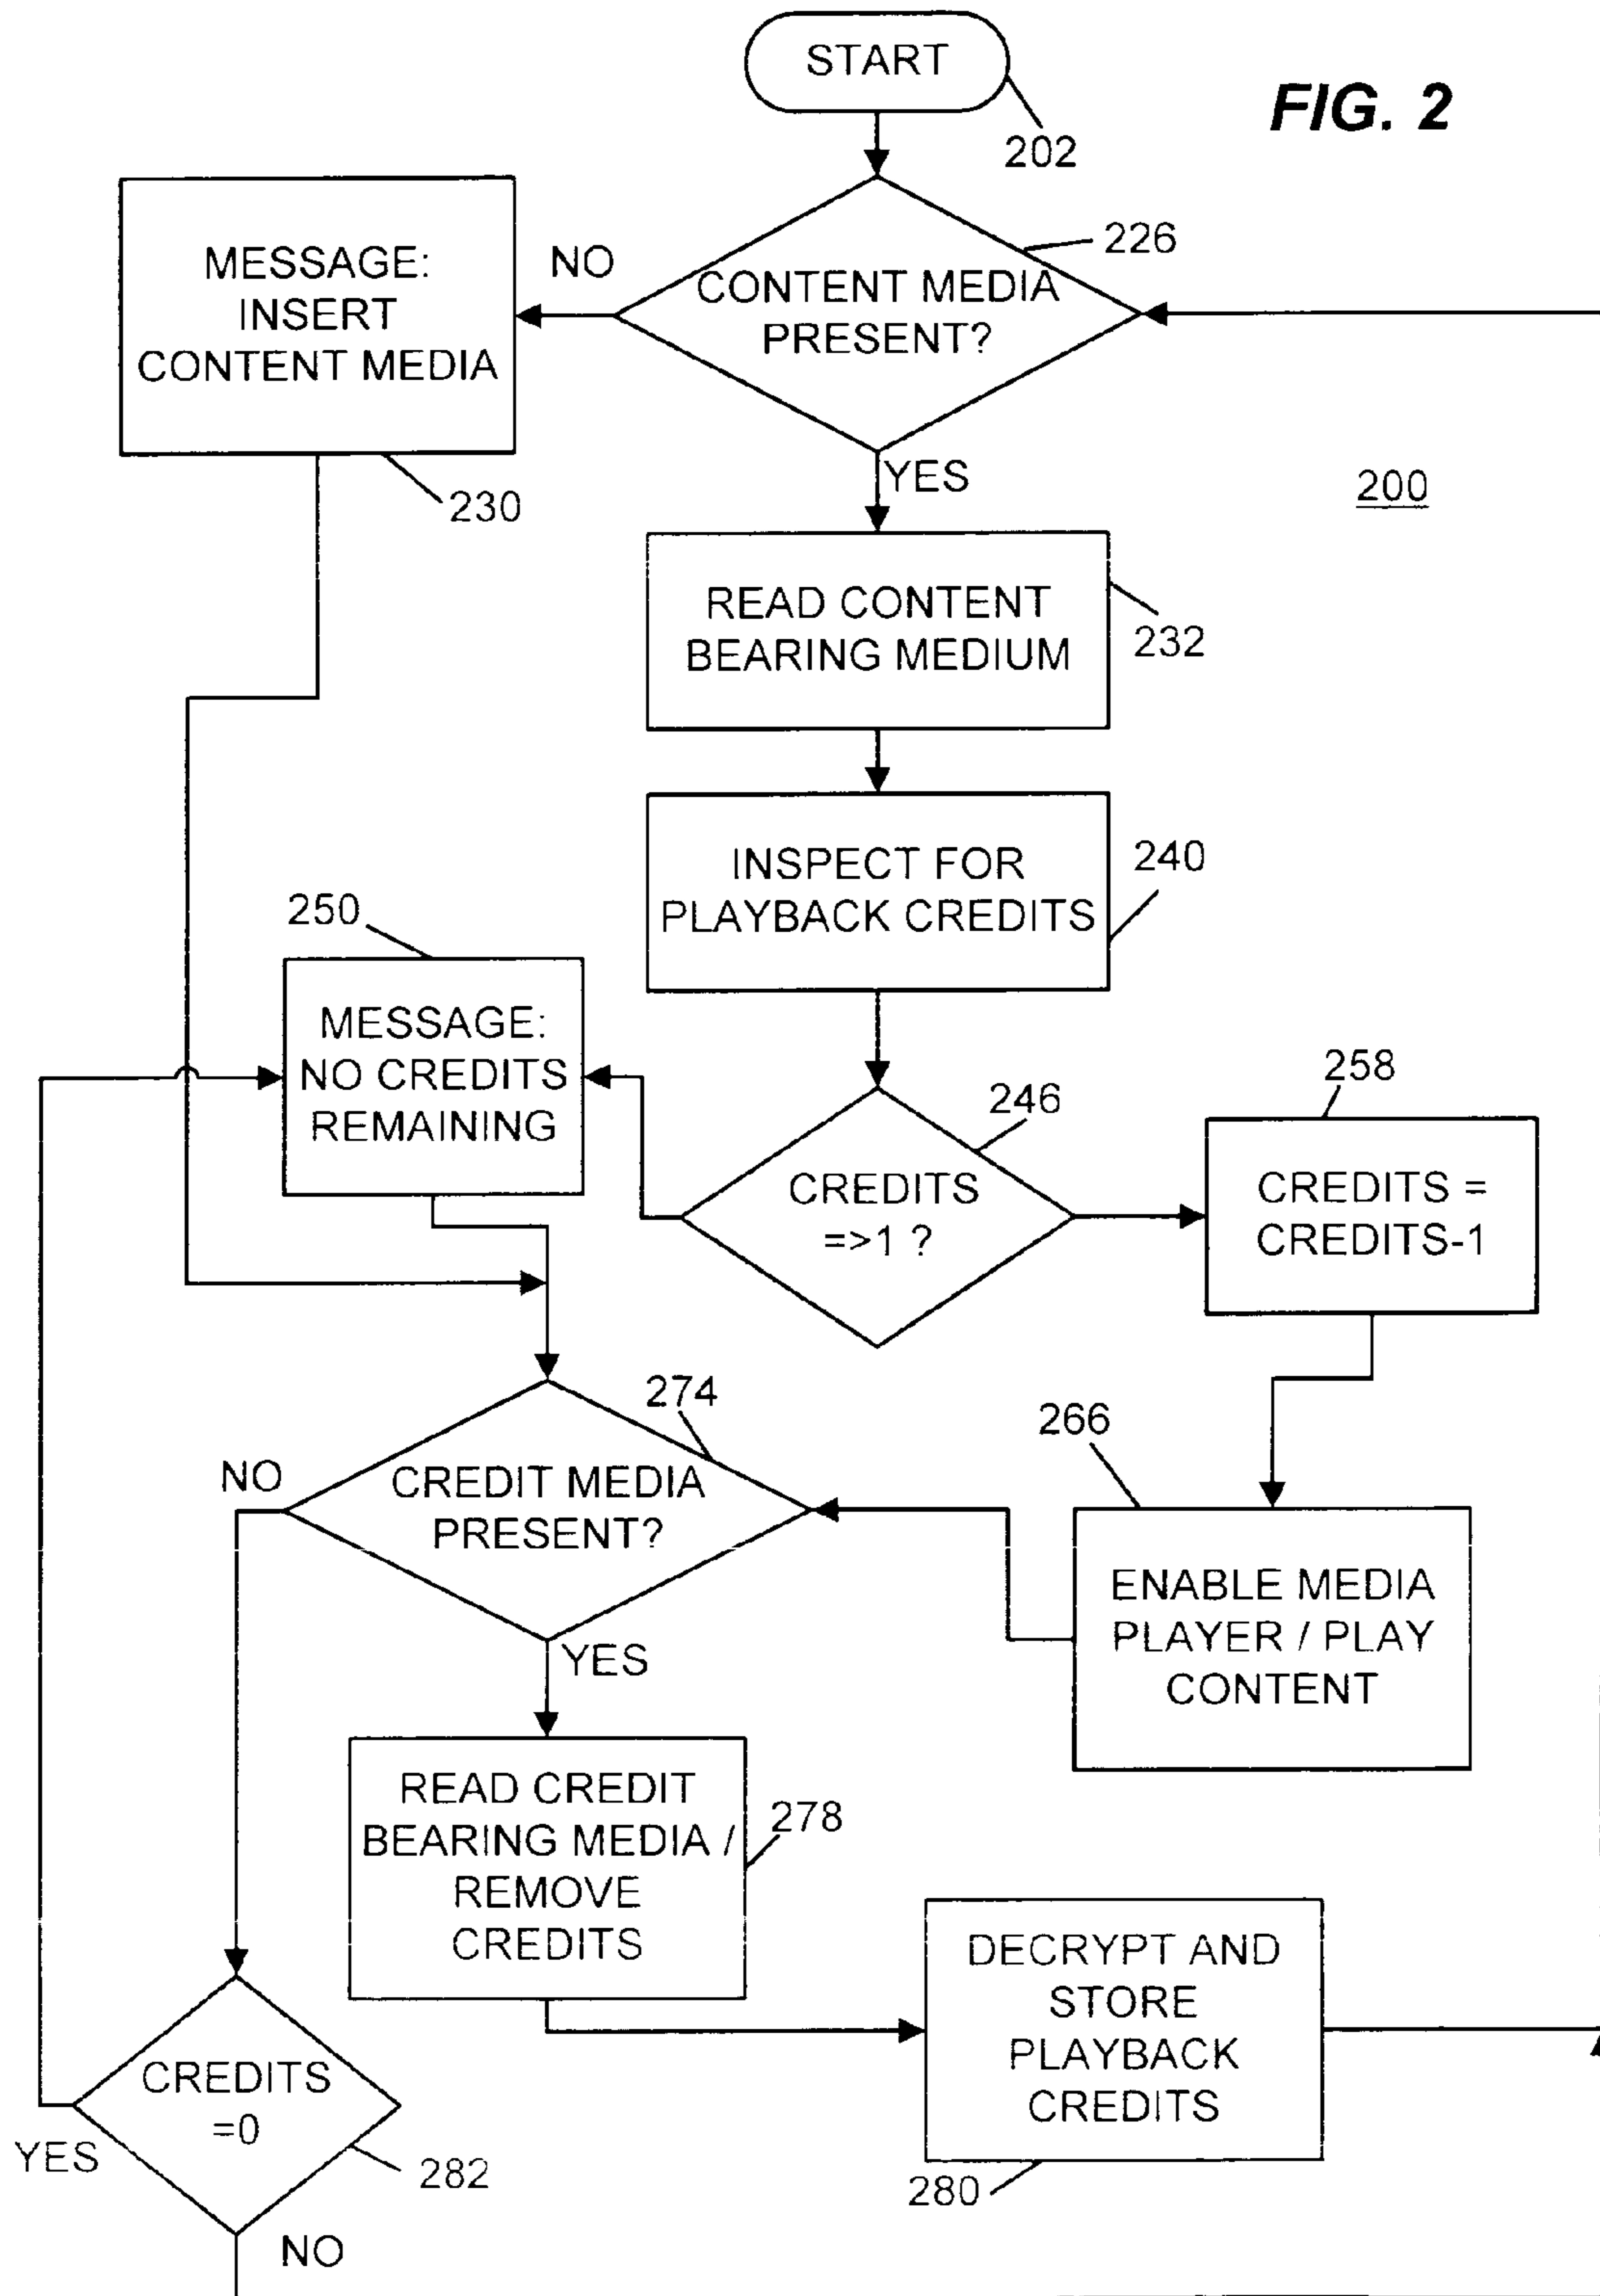 START
FIG. 2
202
226
MESSAGE:
INSERT
CONTENT MEDIA
NO
CONTENT MEDIA
PRESENT?
YES
200
230
READ CONTENT
BEARING MEDIUM
232
INSPECT FOR
PLAYBACK CREDITS
240
250
MESSAGE:
NO CREDITS
REMAINING
246
258
CREDITS
=>1 ?
CREDITS =
CREDITS-1
274
266
NO
CREDIT MEDIA
PRESENT?
ENABLE MEDIA
PLAYER / PLAY
CONTENT
YES
READ CREDIT
BEARING MEDIA /
REMOVE
CREDITS
278
DECRYPT AND
STORE
PLAYBACK
CREDITS
280
CREDITS
=0
YES
282
NO